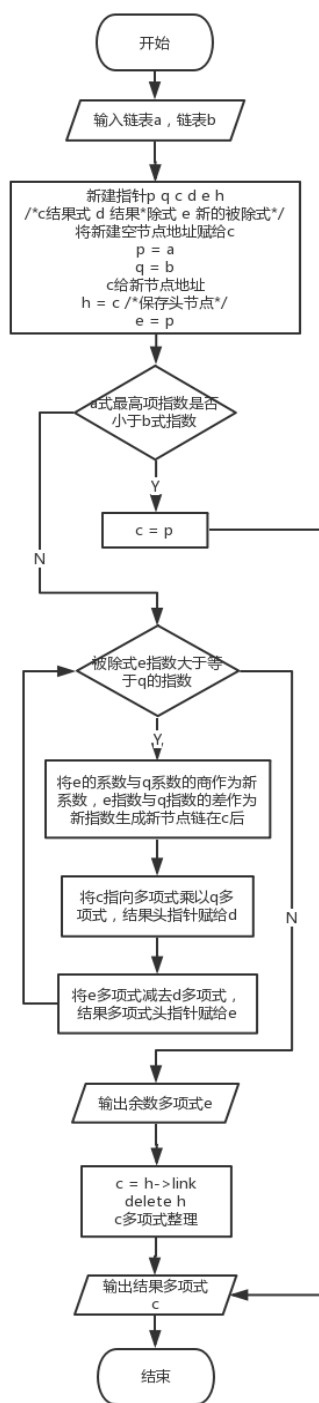 开始
输入链表a，链表b
新建指针p q c d e h
/*c结果式 d 结果*除式 e 新的被除式*/
将新建空节点地址赋给c
p = a
q = b
c给新节点地址
h = c /*保存头节点*/
e = p
a式最高项指数是否
小于b式指数
Y
c = p
N
被除式e指数大于等
于q的指数
Y,
将e的系数与q系数的商作为新
系数，e指数与q指数的差作为
新指数生成新节点链在c后
将c指向多项式乘以q多
项式，结果头指针赋给d
N
将e多项式减去d多项式，
结果多项式头指针赋给e
输出余数多项式e
c = h->link
delete h
c多项式整理
输出结果多项式
c
结束